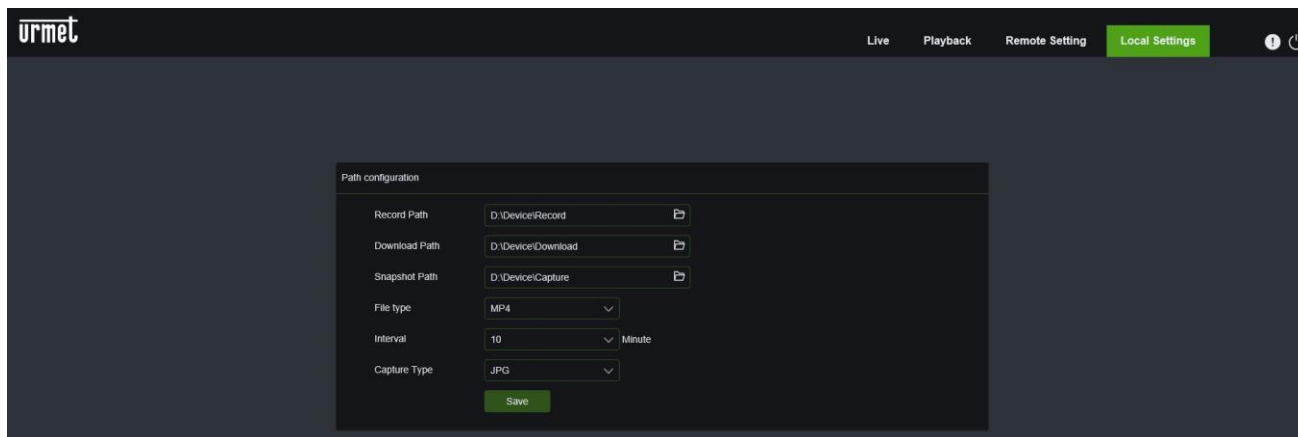 urmet
Live Playback Remote Setting Local Settings
Path configuration
Record Path D:\Device\Record
Download Path D:\Device\Download
Snapshot Path D:\Device\Capture
File type MP4
Interval 10 Minute
Capture Type JPG
Save